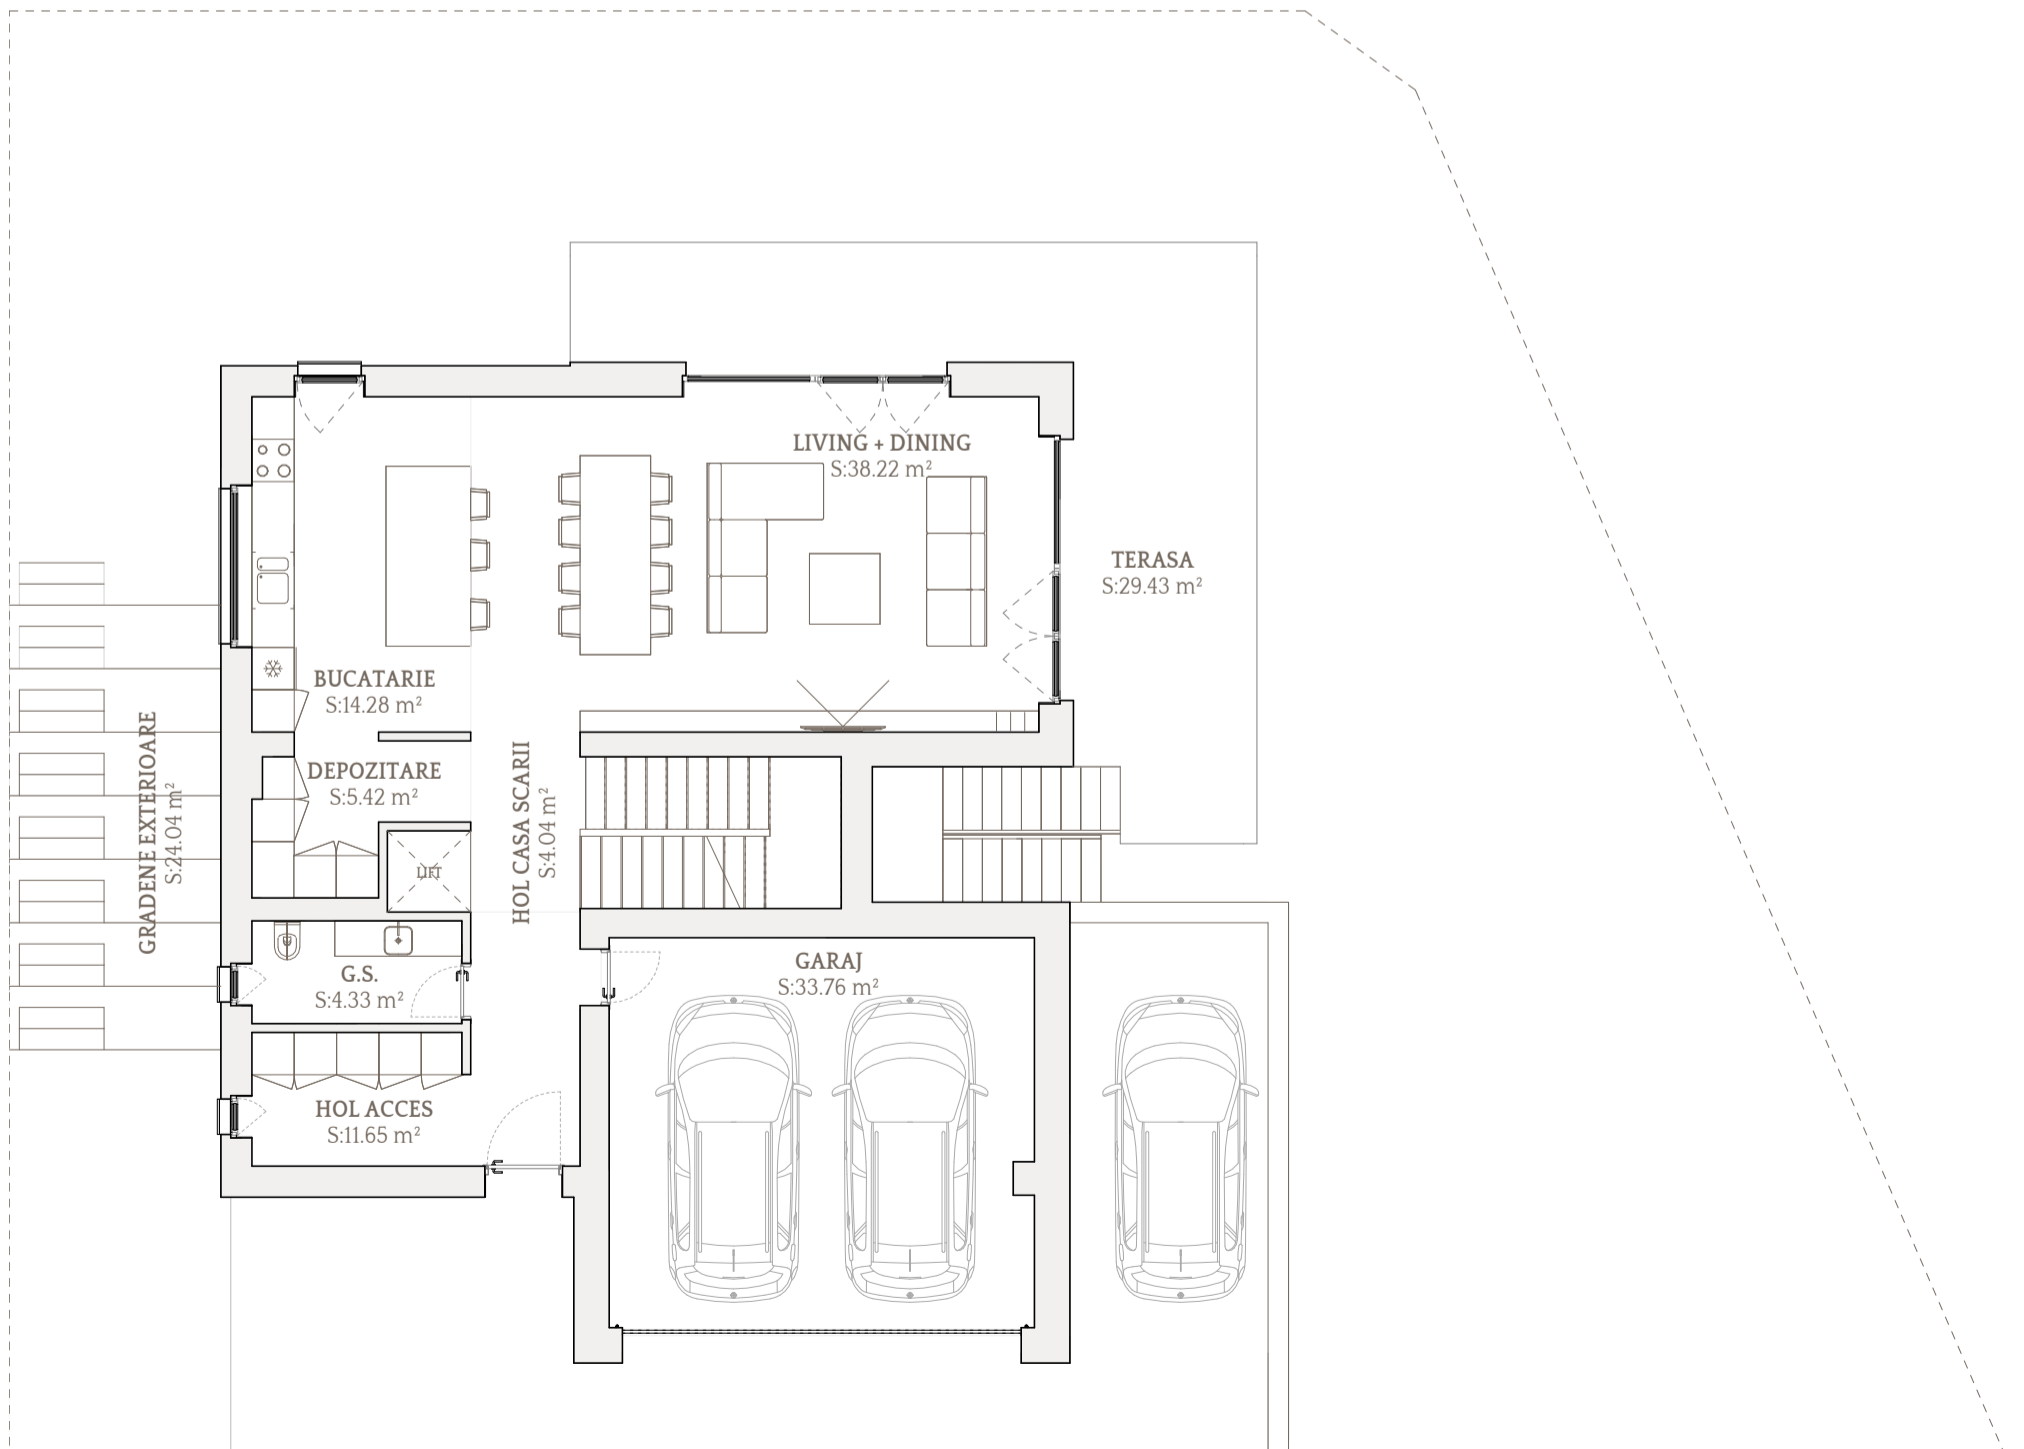 LIVING + DINING
S:38.22 m²
TERASA
S:29.43 m²
BUCATARIE
S:14.28 m²
DEPOZITARE
S:5.42 m²
GRADENE EXTERIOARE
S:24.04 m²
HOL CASA SCARII
S:4.04 m²
LIFT
GARAJ
S:33.76 m²
G.S.
S:4.33 m²
HOL ACCES
S:11.65 m²